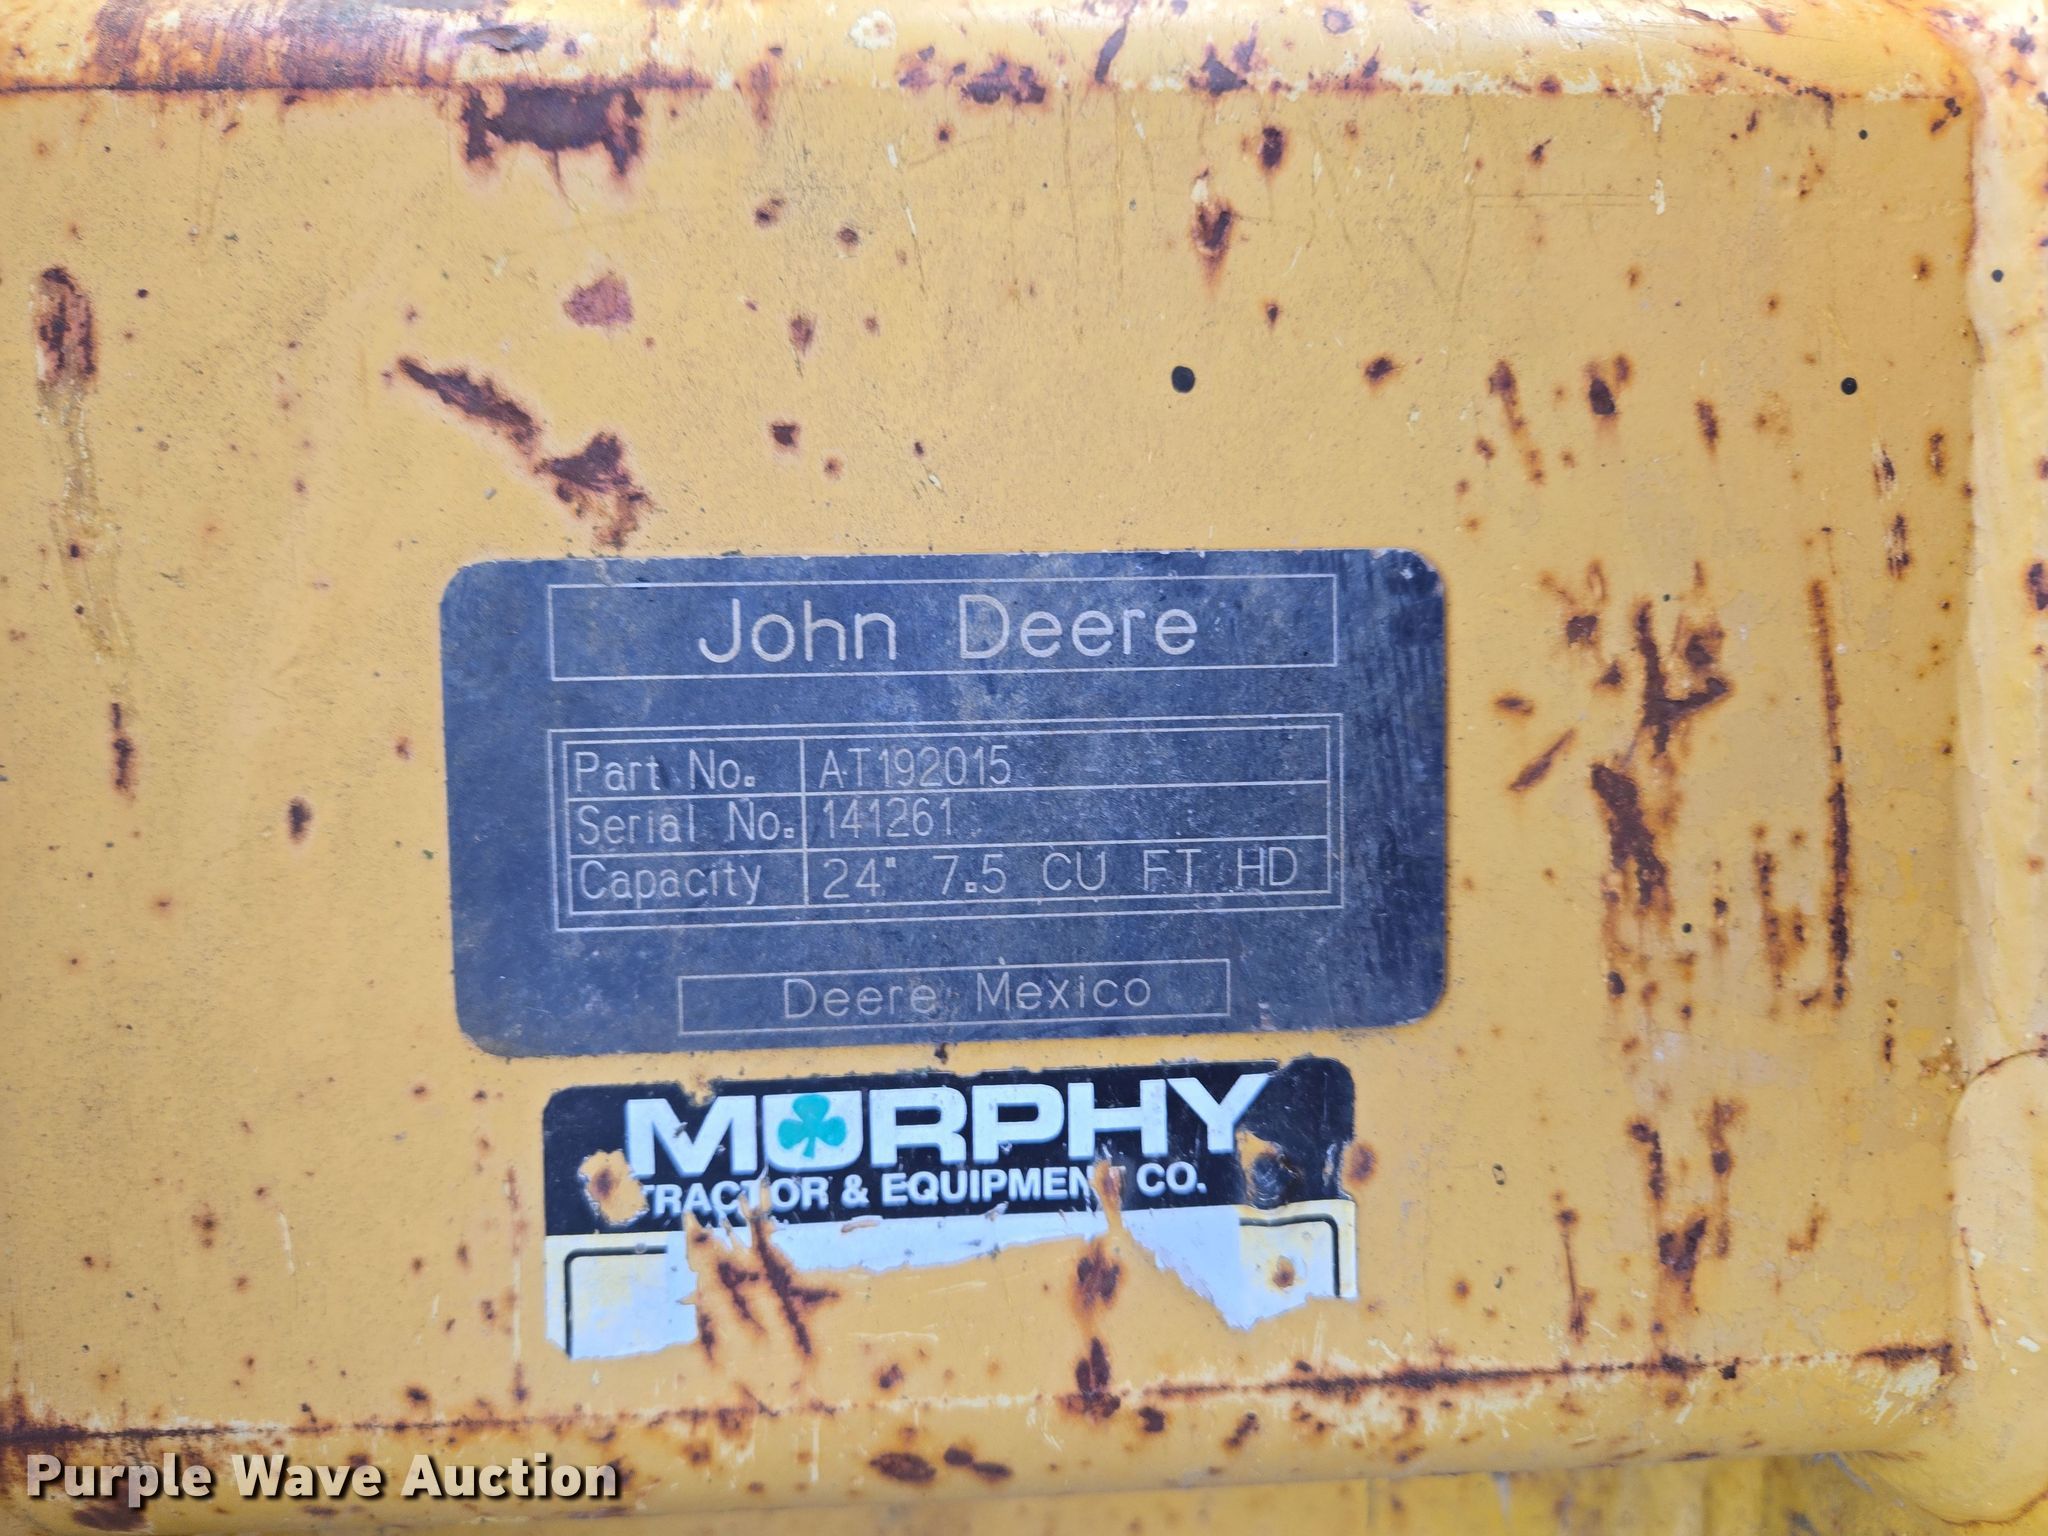 John Deere
Part No. AT192015
Serial No. 141261
Capacity 24" 7.5 CU FT HD
Deere Mexico
MURPHY
TRACTOR & EQUIPMENT CO.
Purple Wave Auction